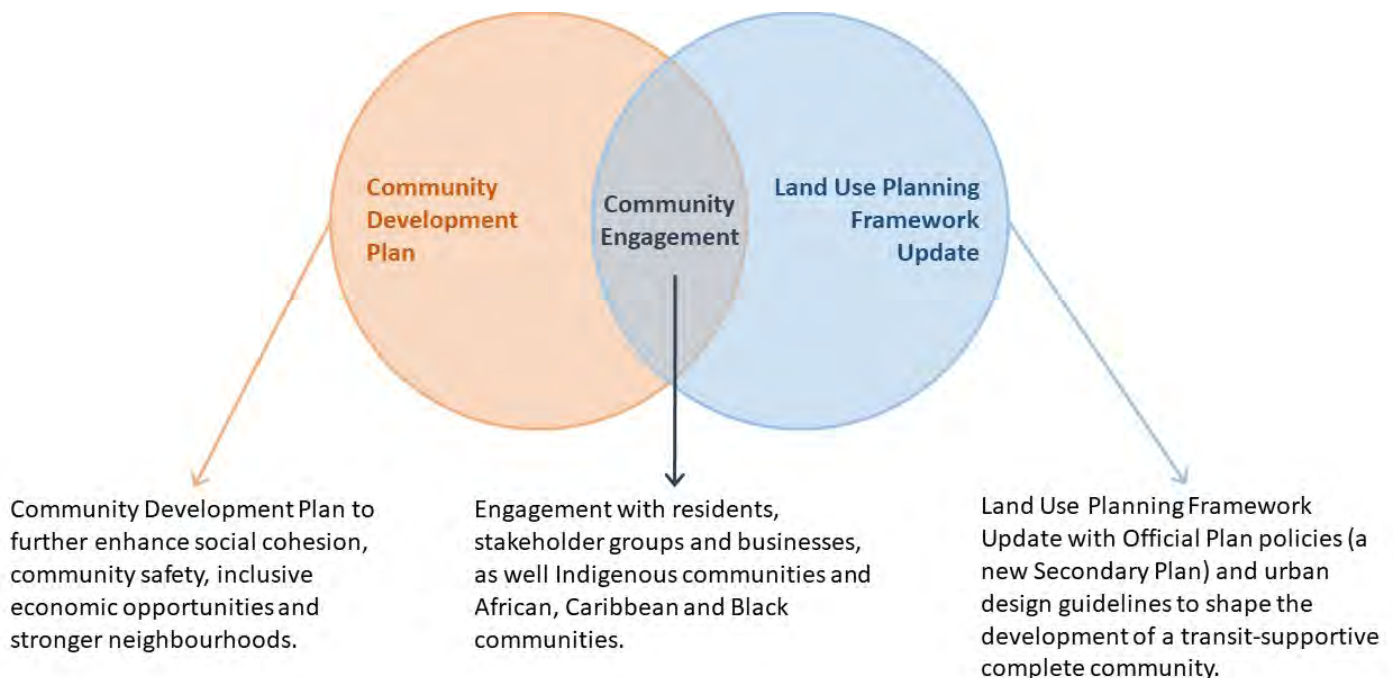 Community
Development
Plan
Community
Engagement
Land Use Planning
Framework
Update
Community Development Plan to
further enhance social cohesion,
community safety, inclusive
economic opportunities and
stronger neighbourhoods.
Engagement with residents,
stakeholder groups and businesses,
as well Indigenous communities and
African, Caribbean and Black
communities.
Land Use Planning Framework
Update with Official Plan policies (a
new Secondary Plan) and urban
design guidelines to shape the
development of a transit-supportive
complete community.